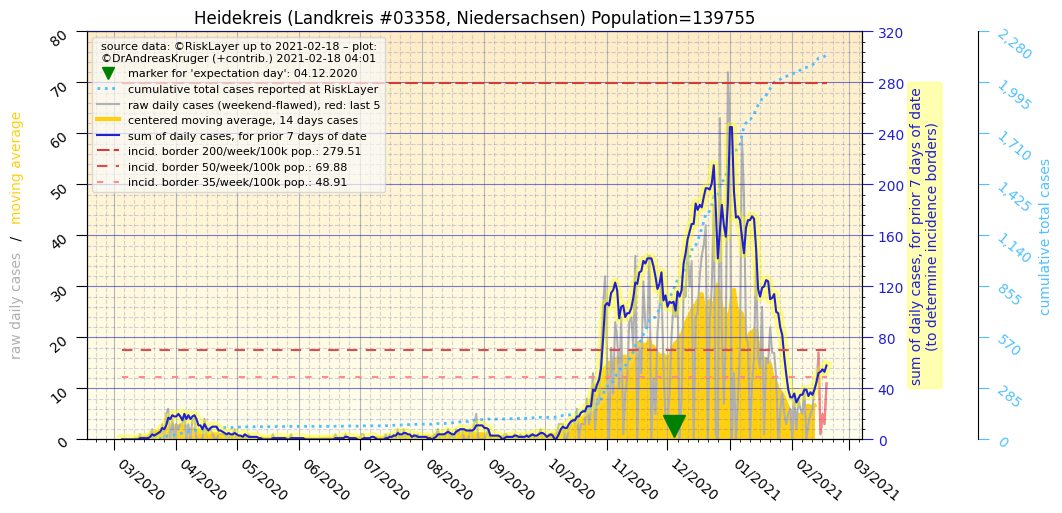 Heidekreis (Landkreis #03358, Niedersachsen) Population=139755
source data: ©RiskLayer up to 2021-02-18 – plot:
©DrAndreasKruger (+contrib.) 2021-02-18 04:01
marker for 'expectation day': 04.12.2020
cumulative total cases reported at RiskLayer
raw daily cases (weekend-flawed), red: last 5
centered moving average, 14 days cases
sum of daily cases, for prior 7 days of date
incid. border 200/week/100k pop.: 279.51
incid. border 50/week/100k pop.: 69.88
incid. border 35/week/100k pop.: 48.91
raw daily cases / moving average
80
70
60
50
40
30
20
10
0
320
280
240
200
160
120
80
40
0
sum of daily cases, for prior 7 days of date
(to determine incidence borders)
2,280
1,995
1,710
1,425
1,140
855
570
285
0
cumulative total cases
03/2020
04/2020
05/2020
06/2020
07/2020
08/2020
09/2020
10/2020
11/2020
12/2020
01/2021
02/2021
03/2021